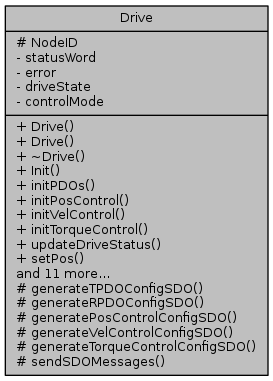 Drive
# NodeID
- statusWord
- error
- driveState
- controlMode
+ Drive()
+ Drive()
+ ~Drive()
+ Init()
+ initPDOs()
+ initPosControl()
+ initVelControl()
+ initTorqueControl()
+ updateDriveStatus()
+ setPos()
and 11 more...
# generateTPDOConfigSDO()
# generateRPDOConfigSDO()
# generatePosControlConfigSDO()
# generateVelControlConfigSDO()
# generateTorqueControlConfigSDO()
# sendSDOMessages()